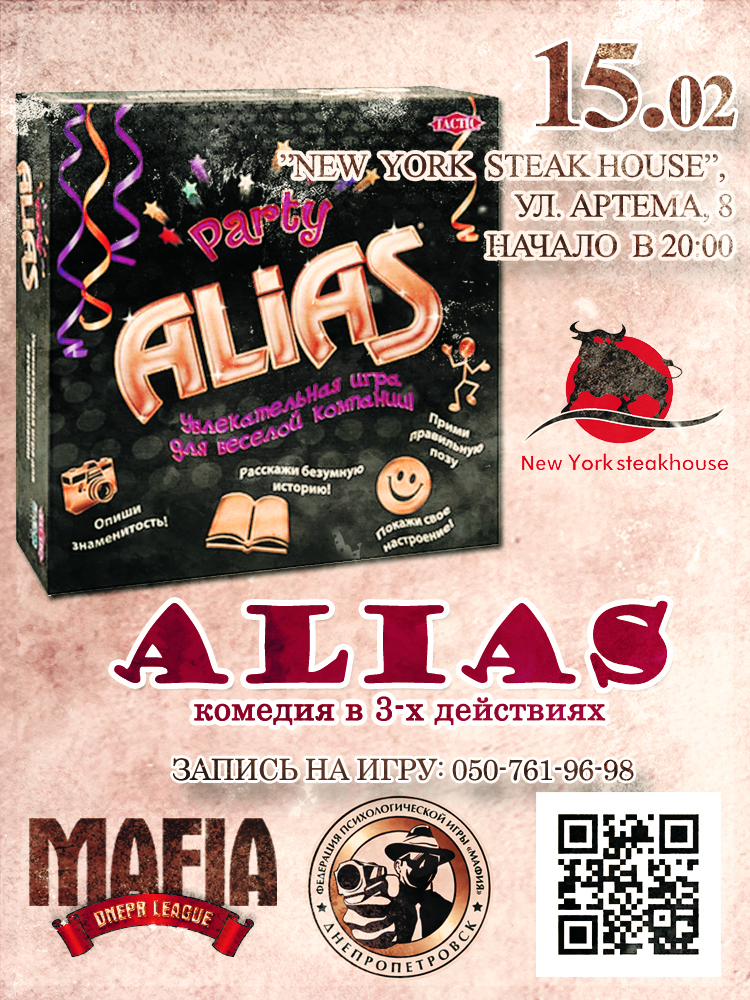 15.02
"NEW YORK STEAK HOUSE",
УЛ. АРТЕМА, 8
НАЧАЛО В 20:00
TACTIC
Party
ALIAS
Увлекательная игра
для веселой компании!
Прими
правильную
позу
Расскажи безумную
историю!
Опиши
знаменитость!
Покажи свое
настроение!
ALIAS
New York steakhouse
ALIAS
комедия в 3-х действиях
ЗАПИСЬ НА ИГРУ: 050-761-96-98
MAFIA
DNEPR LEAGUE
ФЕДЕРАЦИЯ ПСИХОЛОГИЧЕСКОЙ ИГРЫ «МАФИЯ»
ДНЕПРОПЕТРОВСК